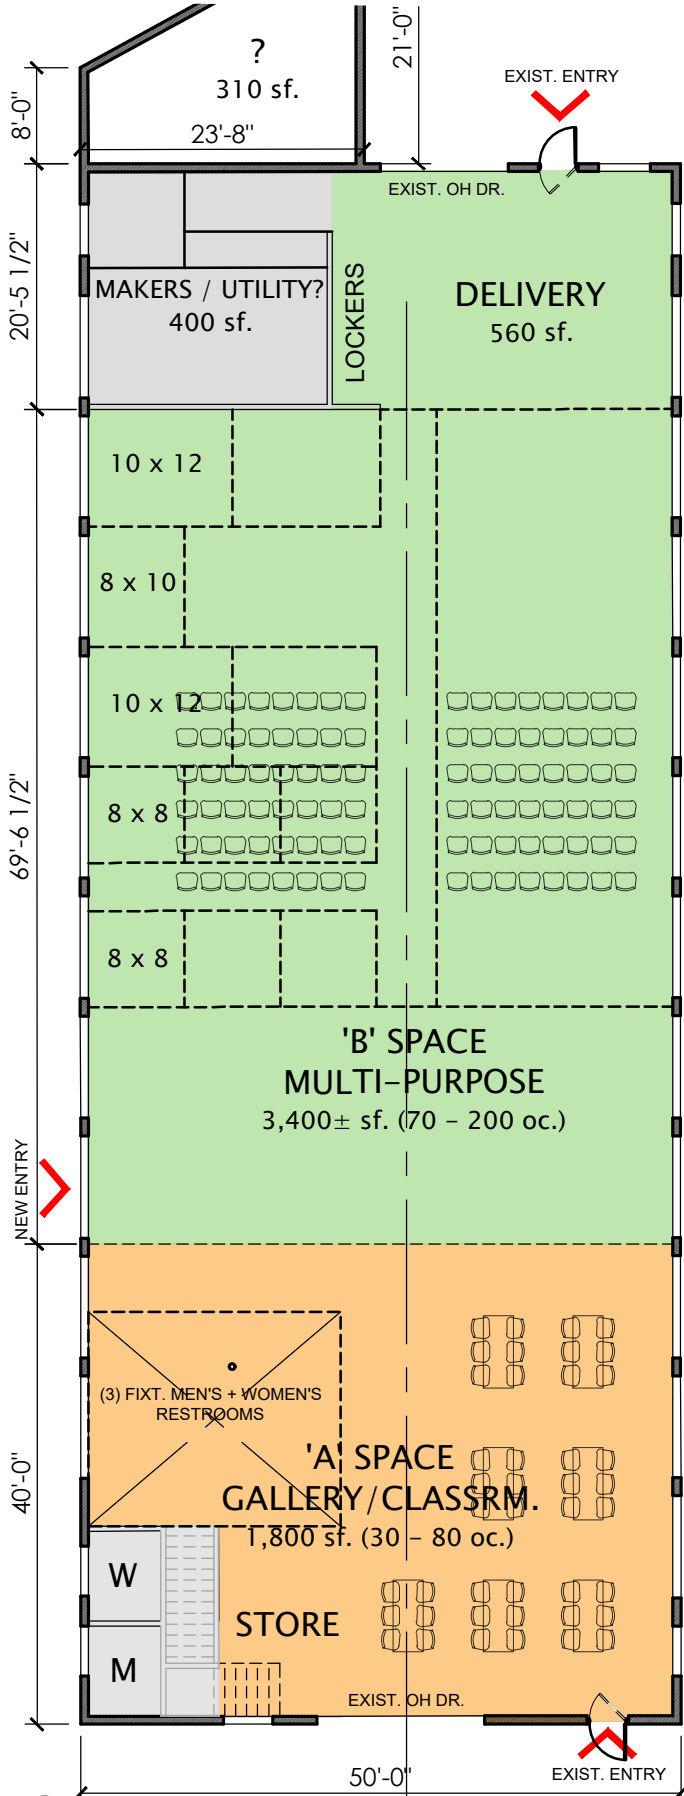 ?
310 sf.
21'-0"
EXIST. ENTRY
8'-0"
23'-8"
EXIST. OH DR.
20'-5 1/2"
MAKERS / UTILITY?
400 sf.
LOCKERS
DELIVERY
560 sf.
10 x 12
8 x 10
10 x 12
8 x 8
69'-6 1/2"
8 x 8
'B' SPACE
MULTI-PURPOSE
3,400± sf. (70 - 200 oc.)
NEW ENTRY
(3) FIXT. MEN'S + WOMEN'S
RESTROOMS
'A' SPACE
GALLERY/CLASSRM.
1,800 sf. (30 - 80 oc.)
40'-0"
W
STORE
M
EXIST. OH DR.
50'-0"
EXIST. ENTRY